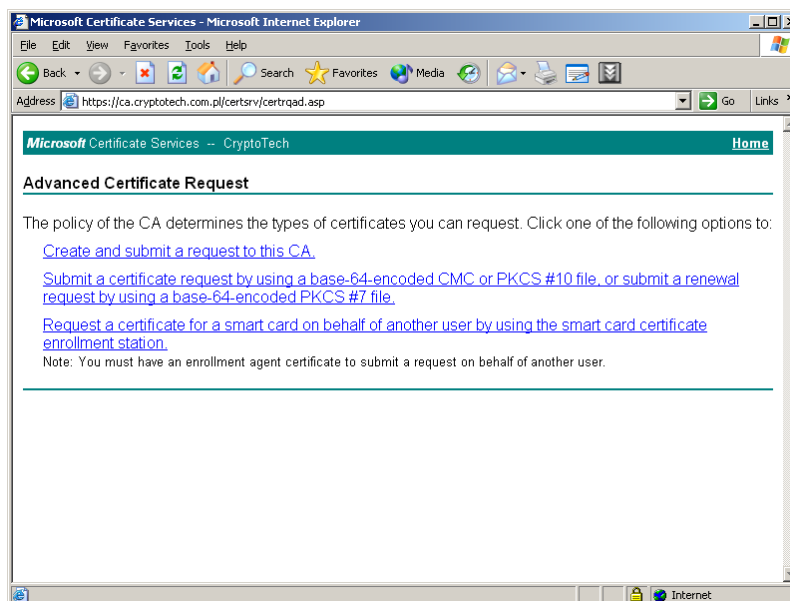 Microsoft Certificate Services - Microsoft Internet Explorer
File Edit View Favorites Tools Help
Back Search Favorites Media
Address https://ca.cryptotech.com.pl/certsrv/certrqad.asp Go Links
Microsoft Certificate Services -- CryptoTech Home
Advanced Certificate Request
The policy of the CA determines the types of certificates you can request. Click one of the following options to:
Create and submit a request to this CA.
Submit a certificate request by using a base-64-encoded CMC or PKCS #10 file, or submit a renewal
request by using a base-64-encoded PKCS #7 file.
Request a certificate for a smart card on behalf of another user by using the smart card certificate
enrollment station.
Note: You must have an enrollment agent certificate to submit a request on behalf of another user.
Internet